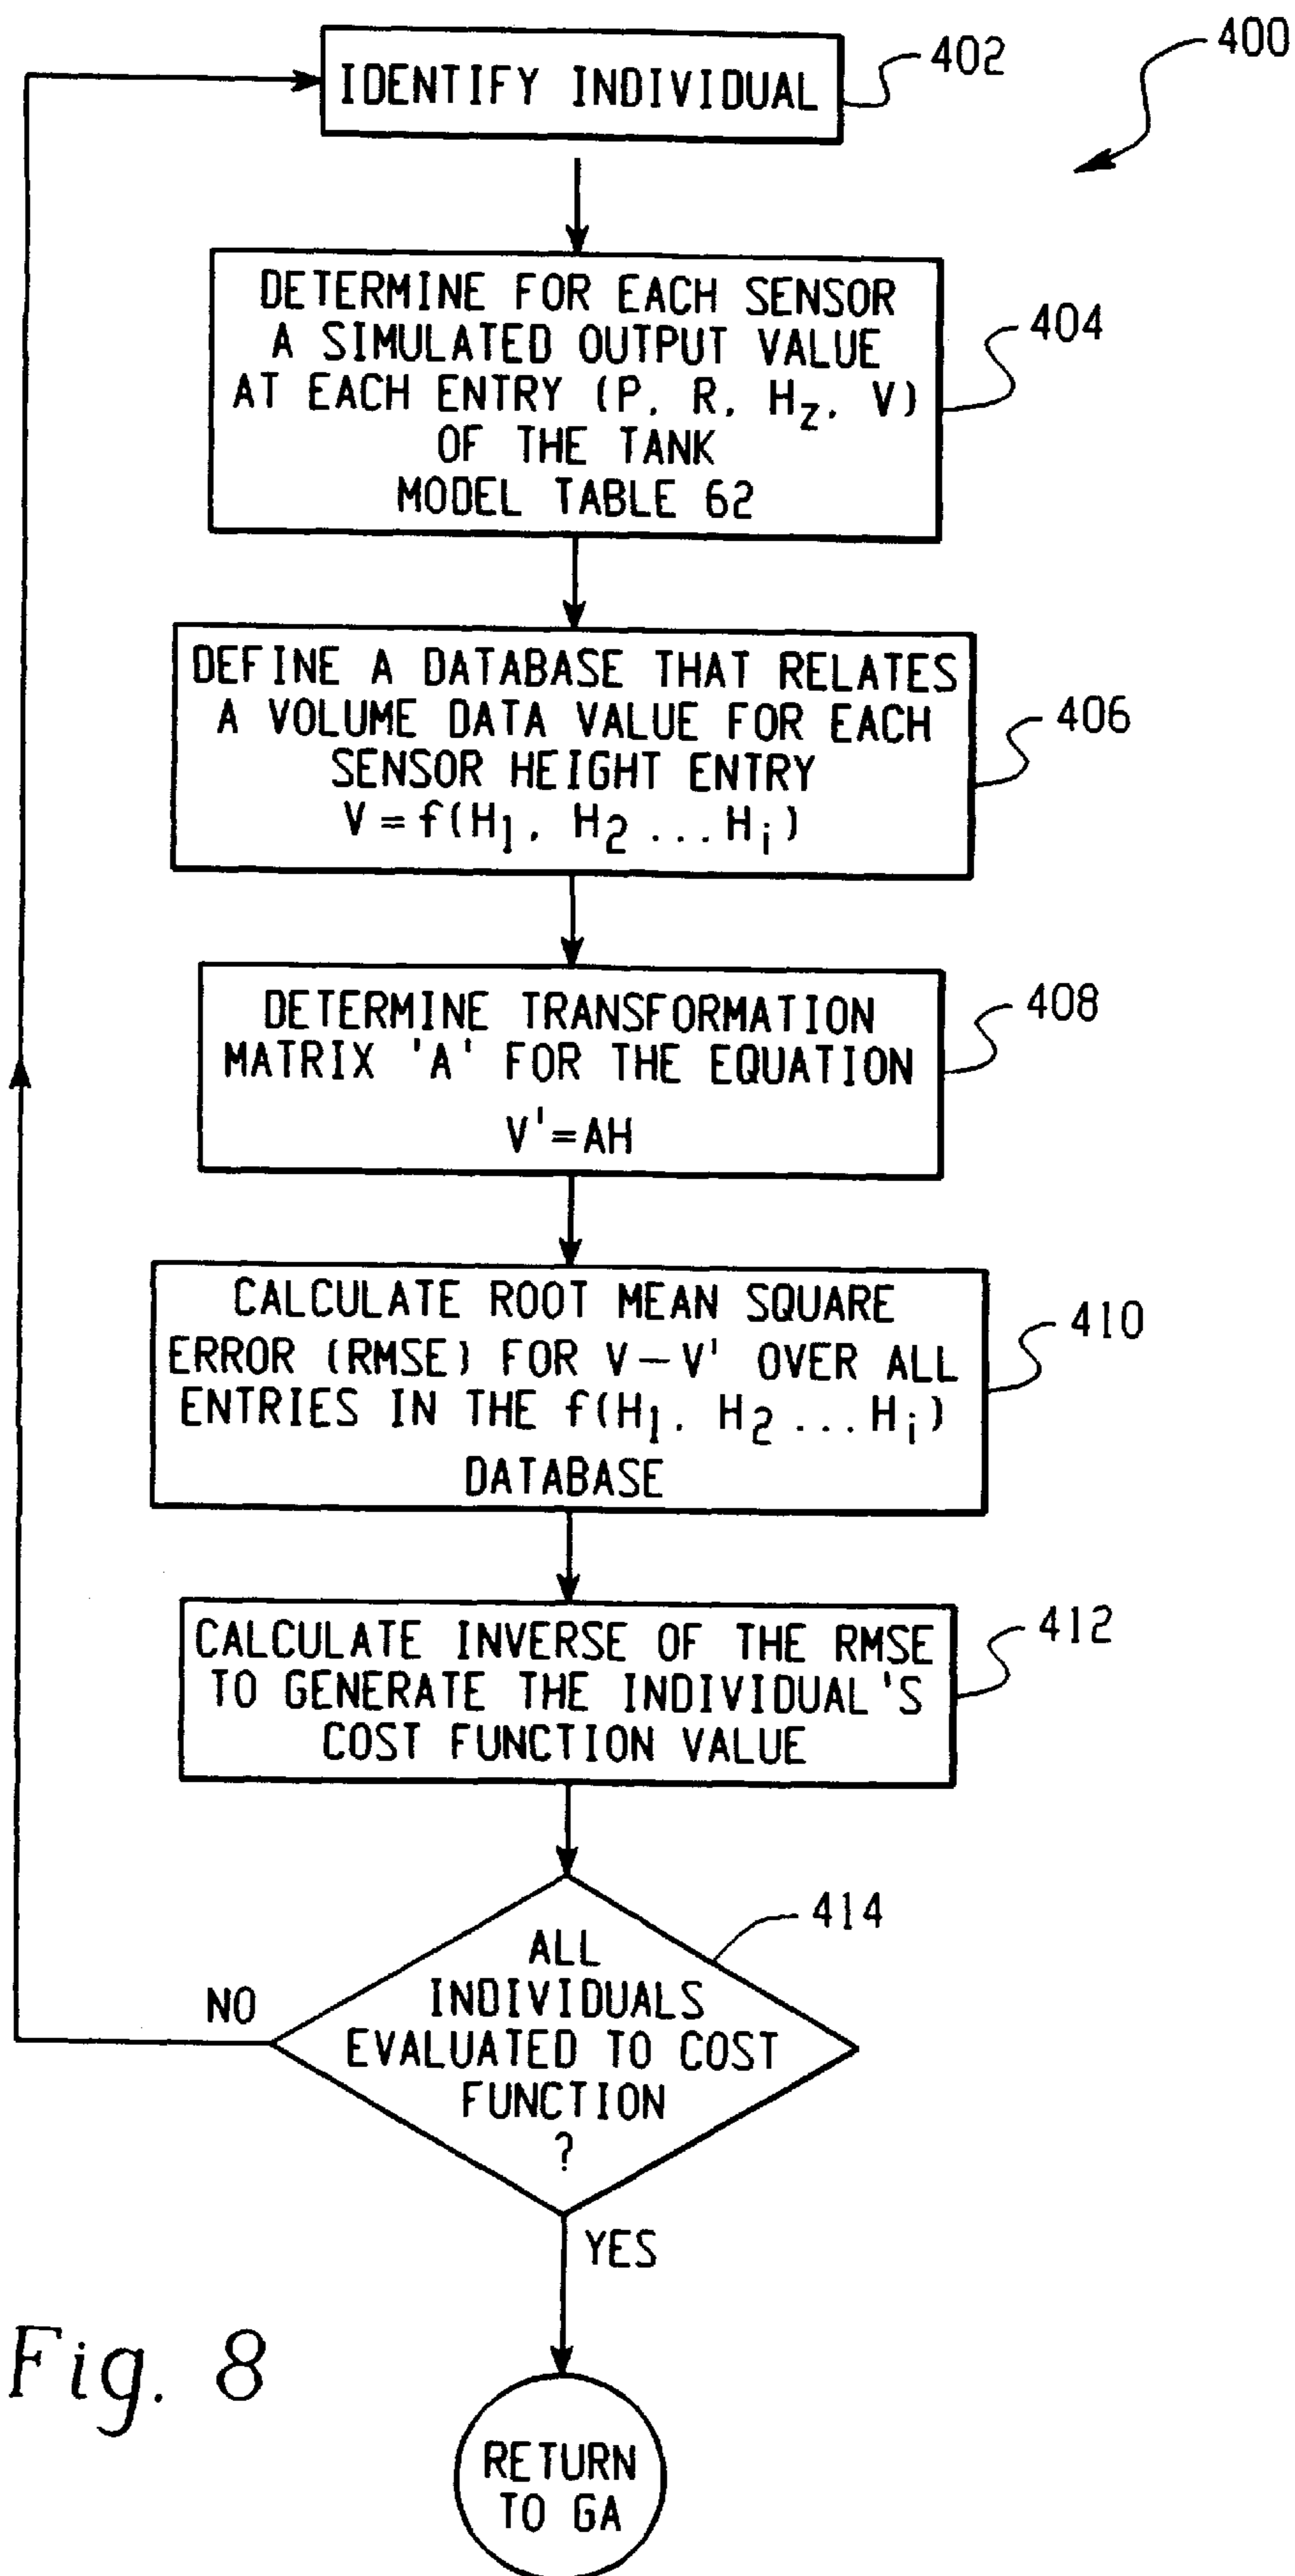 400
IDENTIFY INDIVIDUAL
402
DETERMINE FOR EACH SENSOR
A SIMULATED OUTPUT VALUE
AT EACH ENTRY (P, R, Hz, V)
OF THE TANK
MODEL TABLE 62
404
DEFINE A DATABASE THAT RELATES
A VOLUME DATA VALUE FOR EACH
SENSOR HEIGHT ENTRY
V=f(H1, H2 ...Hi)
406
DETERMINE TRANSFORMATION
MATRIX 'A' FOR THE EQUATION
V'=AH
408
CALCULATE ROOT MEAN SQUARE
ERROR (RMSE) FOR V-V' OVER ALL
ENTRIES IN THE f(H1, H2 ...Hi)
DATABASE
410
CALCULATE INVERSE OF THE RMSE
TO GENERATE THE INDIVIDUAL'S
COST FUNCTION VALUE
412
ALL
INDIVIDUALS
EVALUATED TO COST
FUNCTION
?
414
NO
YES
RETURN
TO GA
Fig. 8